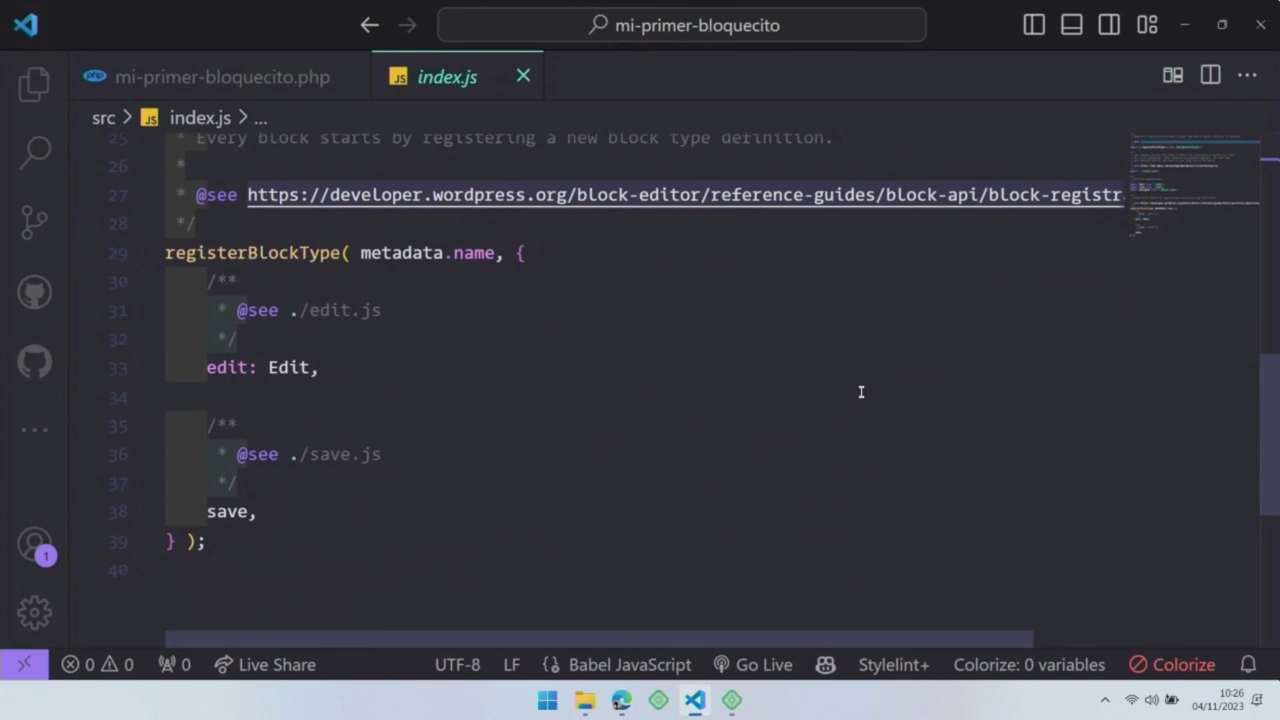 mi-primer-bloquecito
mi-primer-bloquecito.php
JS index.js
src > JS index.js > ...
25 * Every block starts by registering a new block type definition.
26 *
27 * @see https://developer.wordpress.org/block-editor/reference-guides/block-api/block-registr
28 */
29 registerBlockType( metadata.name, {
30 /**
31 * @see ./edit.js
32 */
33 edit: Edit,
34
35 /**
36 * @see ./save.js
37 */
38 save,
39 } );
40
1
0 0 0 Live Share UTF-8 LF Babel JavaScript Go Live Stylelint+ Colorize: 0 variables Colorize
10:26
04/11/2023